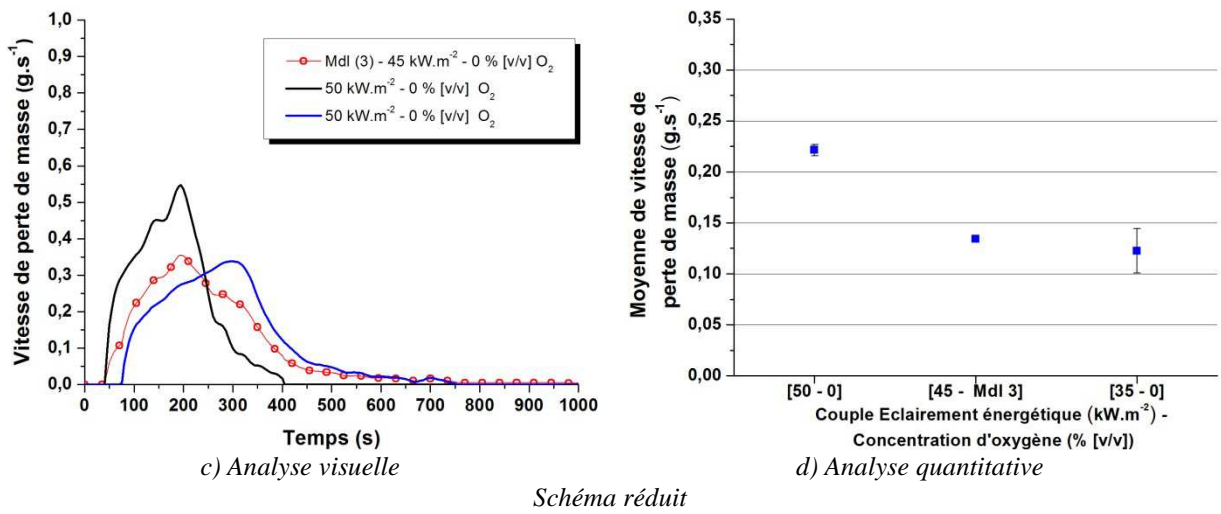 Vitesse de perte de masse (g.s⁻¹)
1,0
0,9
0,8
0,7
0,6
0,5
0,4
0,3
0,2
0,1
0,0
Mdl (3) - 45 kW.m⁻² - 0 % [v/v] O₂
50 kW.m⁻² - 0 % [v/v] O₂
50 kW.m⁻² - 0 % [v/v] O₂
0 100 200 300 400 500 600 700 800 900 1000
Temps (s)
c) Analyse visuelle
Moyenne de vitesse de
perte de masse (g.s⁻¹)
0,35
0,30
0,25
0,20
0,15
0,10
0,05
0,00
[50 - 0] [45 - Mdl 3] [35 - 0]
Couple Eclairement énergétique (kW.m⁻²) -
Concentration d'oxygène (% [v/v])
d) Analyse quantitative
Schéma réduit